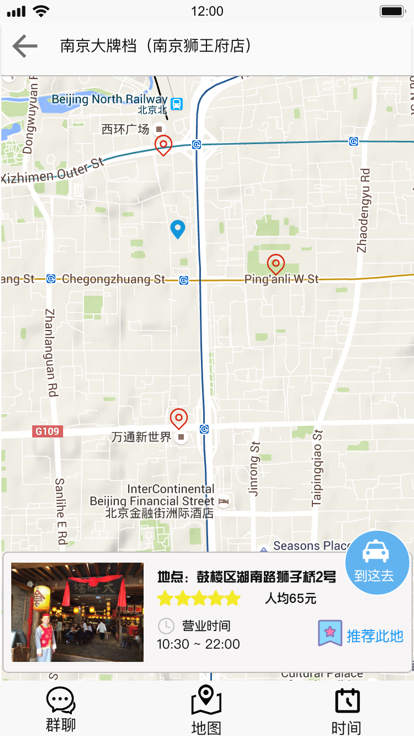 12:00
南京大牌档（南京狮王府店）
Dongwuyuan R
Beijing North Railway
北京北
西环广场
Xizhimen Outer St
Zhaodengyu Rd
ang St
Chegongzhuang St
Ping'anli W St
Zhanlanguan Rd
G109
万通新世界
Sanlihe E Rd
Jinrong St
Taipingqiao St
InterContinental
Beijing Financial Street
北京金融街洲际酒店
Seasons Place
到这去
地点：鼓楼区湖南路狮子桥2号
人均65元
营业时间
10:30 ~ 22:00
推荐此地
Cultural Palace
群聊
地图
时间